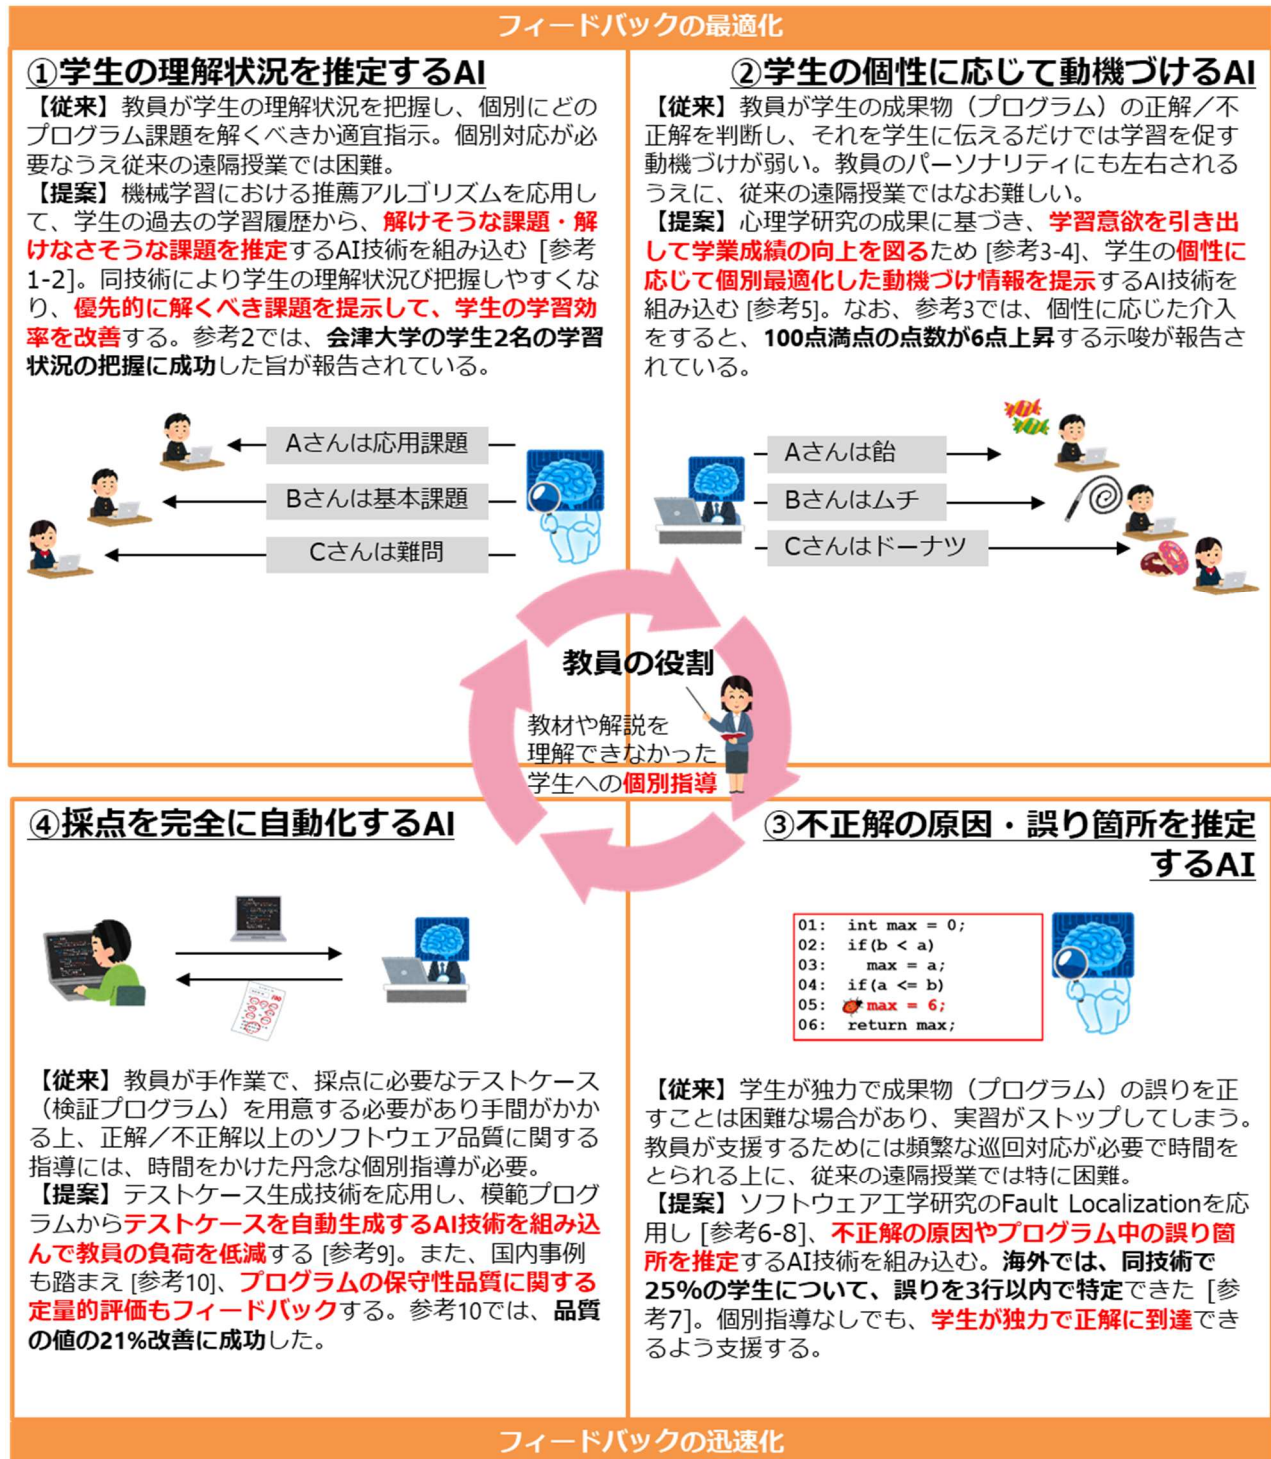 フィードバックの最適化
①学生の理解状況を推定するAI
【従来】教員が学生の理解状況を把握し、個別にどの
プログラム課題を解くべきか適宜指示。個別対応が必
要なうえ従来の遠隔授業では困難。
【提案】機械学習における推薦アルゴリズムを応用し
て、学生の過去の学習履歴から、解けそうな課題・解
けなさそうな課題を推定するAI技術を組み込む [参考
1-2]。同技術により学生の理解状況び把握しやすくな
り、優先的に解くべき課題を提示して、学生の学習効
率を改善する。参考2では、会津大学の学生2名の学習
状況の把握に成功した旨が報告されている。
Aさんは応用課題
Bさんは基本課題
Cさんは難問
②学生の個性に応じて動機づけるAI
【従来】教員が学生の成果物（プログラム）の正解／不
正解を判断し、それを学生に伝えるだけでは学習を促す
動機づけが弱い。教員のパーソナリティにも左右される
うえに、従来の遠隔授業ではなお難しい。
【提案】心理学研究の成果に基づき、学習意欲を引き出
して学業成績の向上を図るため [参考3-4]、学生の個性に
応じて個別最適化した動機づけ情報を提示するAI技術を
組み込む [参考5]。なお、参考3では、個性に応じた介入
をすると、100点満点の点数が6点上昇する示唆が報告さ
れている。
Aさんは飴
Bさんはムチ
Cさんはドーナツ
教員の役割
教材や解説を
理解できなかった
学生への個別指導
④採点を完全に自動化するAI
【従来】教員が手作業で、採点に必要なテストケース
（検証プログラム）を用意する必要があり手間がかか
る上、正解／不正解以上のソフトウェア品質に関する
指導には、時間をかけた丹念な個別指導が必要。
【提案】テストケース生成技術を応用し、模範プログ
ラムからテストケースを自動生成するAI技術を組み込
んで教員の負荷を低減する [参考9]。また、国内事例
も踏まえ [参考10]、プログラムの保守性品質に関する
定量的評価もフィードバックする。参考10では、品質
の値の21%改善に成功した。
③不正解の原因・誤り箇所を推定
するAI
01: int max = 0;
02: if(b < a)
03: max = a;
04: if(a <= b)
05: max = 6;
06: return max;
【従来】学生が独力で成果物（プログラム）の誤りを正
すことは困難な場合があり、実習がストップしてしまう。
教員が支援するためには頻繁な巡回対応が必要で時間を
とられる上に、従来の遠隔授業では特に困難。
【提案】ソフトウェア工学研究のFault Localizationを応
用し [参考6-8]、不正解の原因やプログラム中の誤り箇
所を推定するAI技術を組み込む。海外では、同技術で
25%の学生について、誤りを3行以内で特定できた [参
考7]。個別指導なしでも、学生が独力で正解に到達でき
るよう支援する。
フィードバックの迅速化